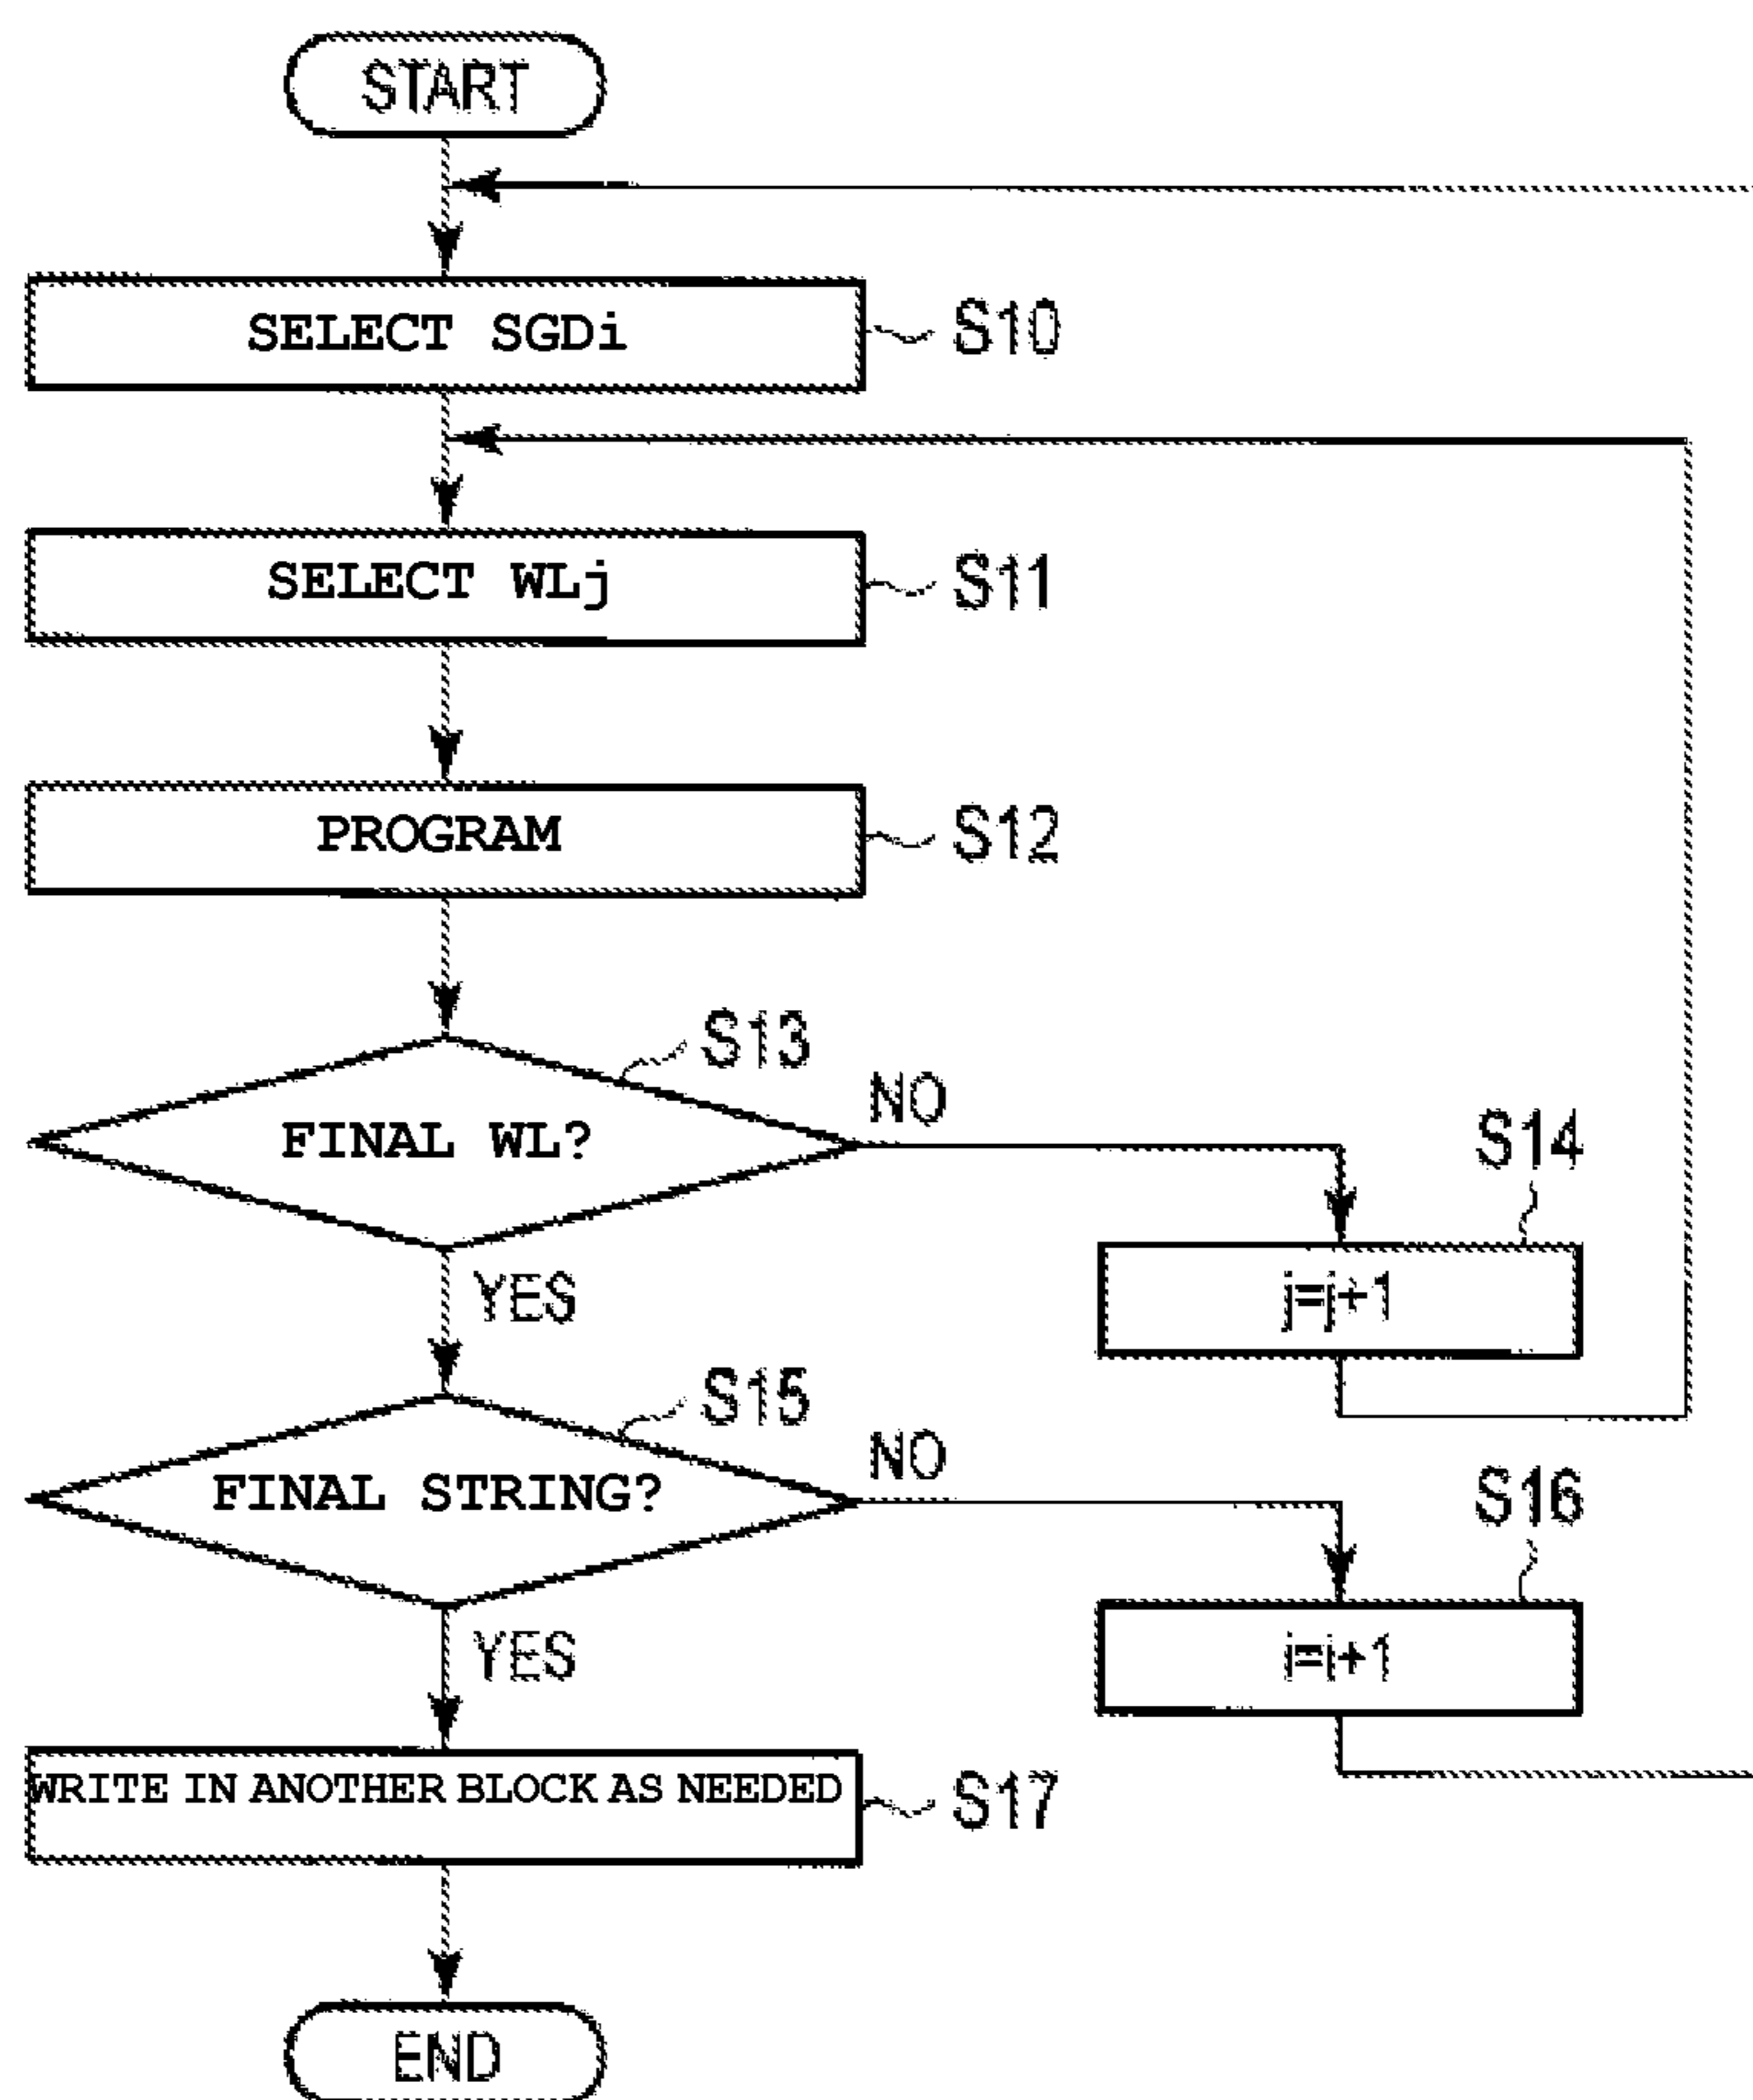 START
SELECT SGDi
S10
SELECT WLj
S11
PROGRAM
S12
S13
FINAL WL?
NO
S14
j=j+1
YES
S15
FINAL STRING?
NO
S16
i=i+1
YES
WRITE IN ANOTHER BLOCK AS NEEDED
S17
END